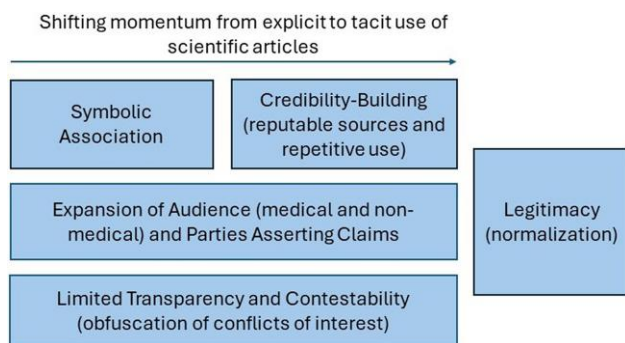 Shifting momentum from explicit to tacit use of
scientific articles
Symbolic
Association
Credibility-Building
(reputable sources and
repetitive use)
Expansion of Audience (medical and non-
medical) and Parties Asserting Claims
Limited Transparency and Contestability
(obfuscation of conflicts of interest)
Legitimacy
(normalization)